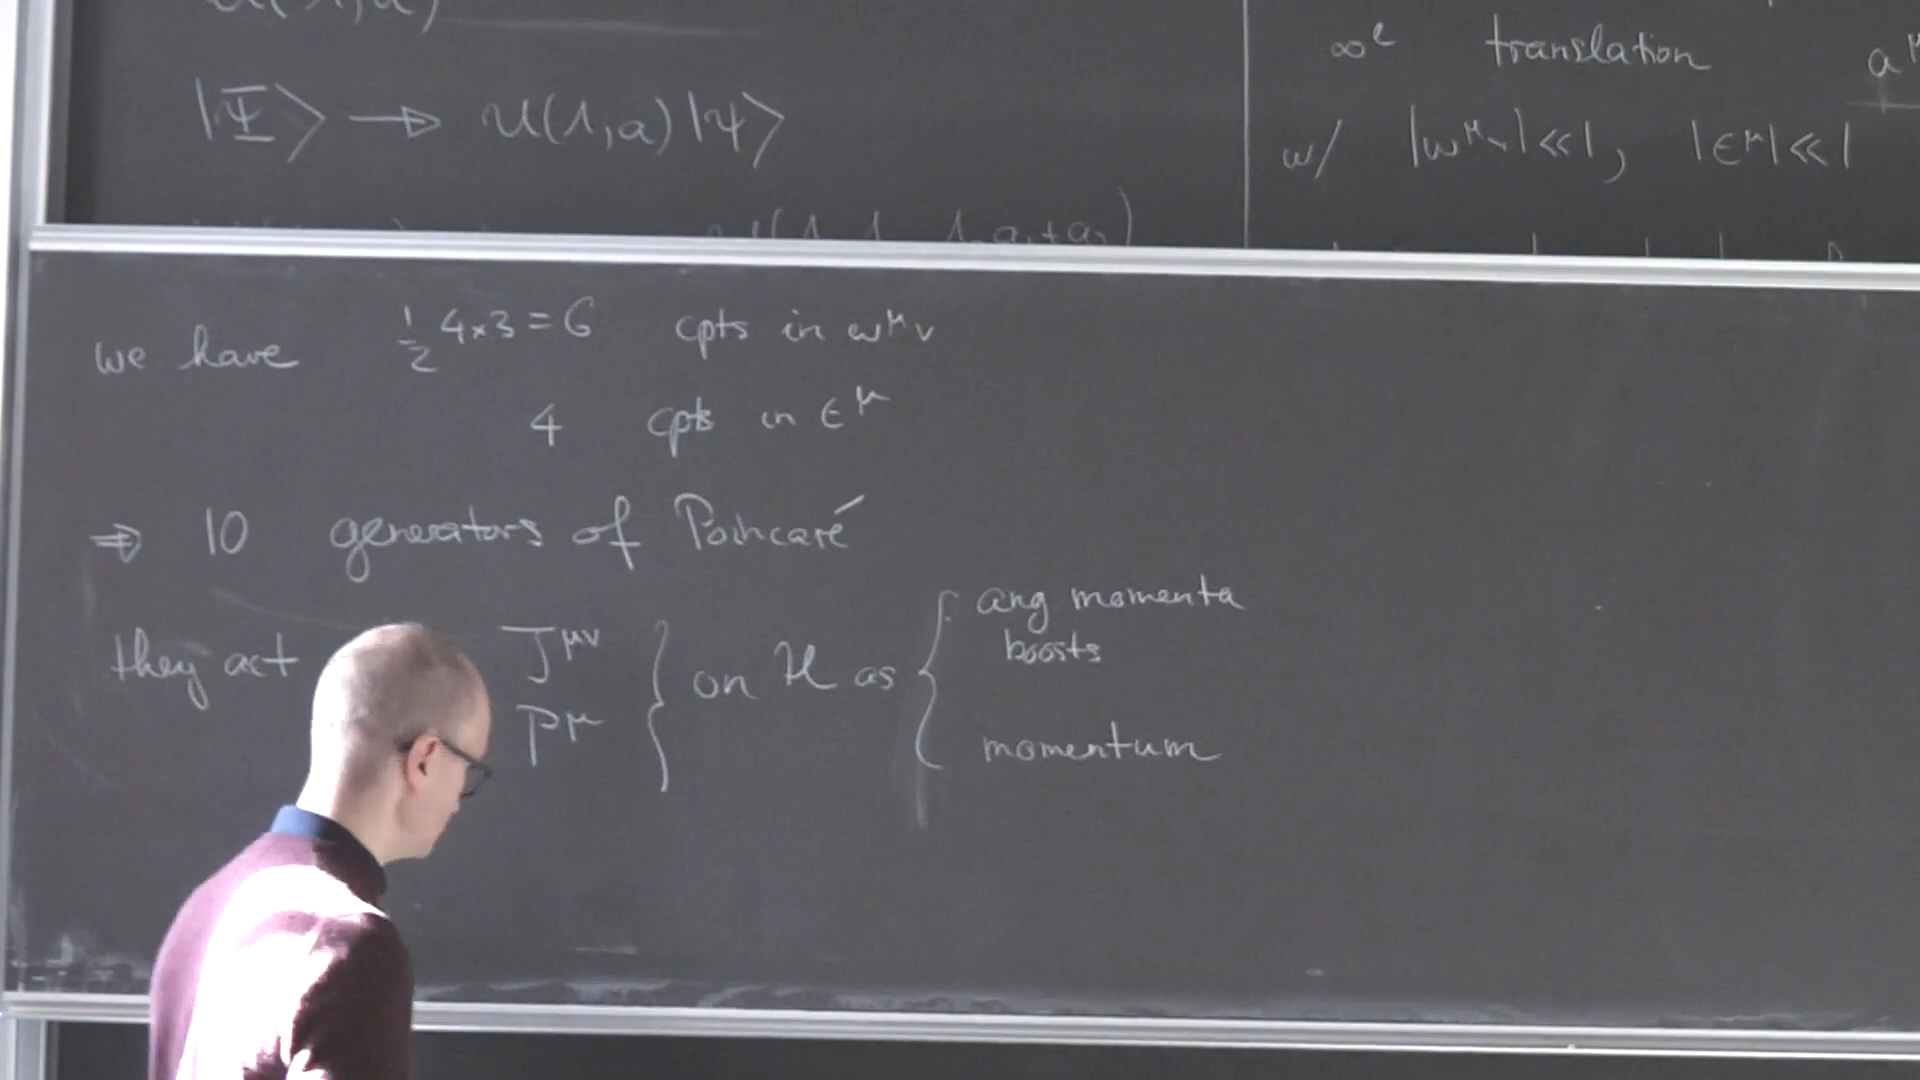 U(Λ,a)
|Ψ⟩ → U(Λ,a)|ψ⟩
∞ˡ translation a^μ
w/ |ω^μ_ν| ≪ 1, |ε^μ| ≪ 1
we have ½ 4×3 = 6 cpts in ω^μ_ν
4 cpts in ε^μ
⇒ 10 generators of Poincaré
they act J^μν P^μ } on H as { ang momenta
boosts
momentum